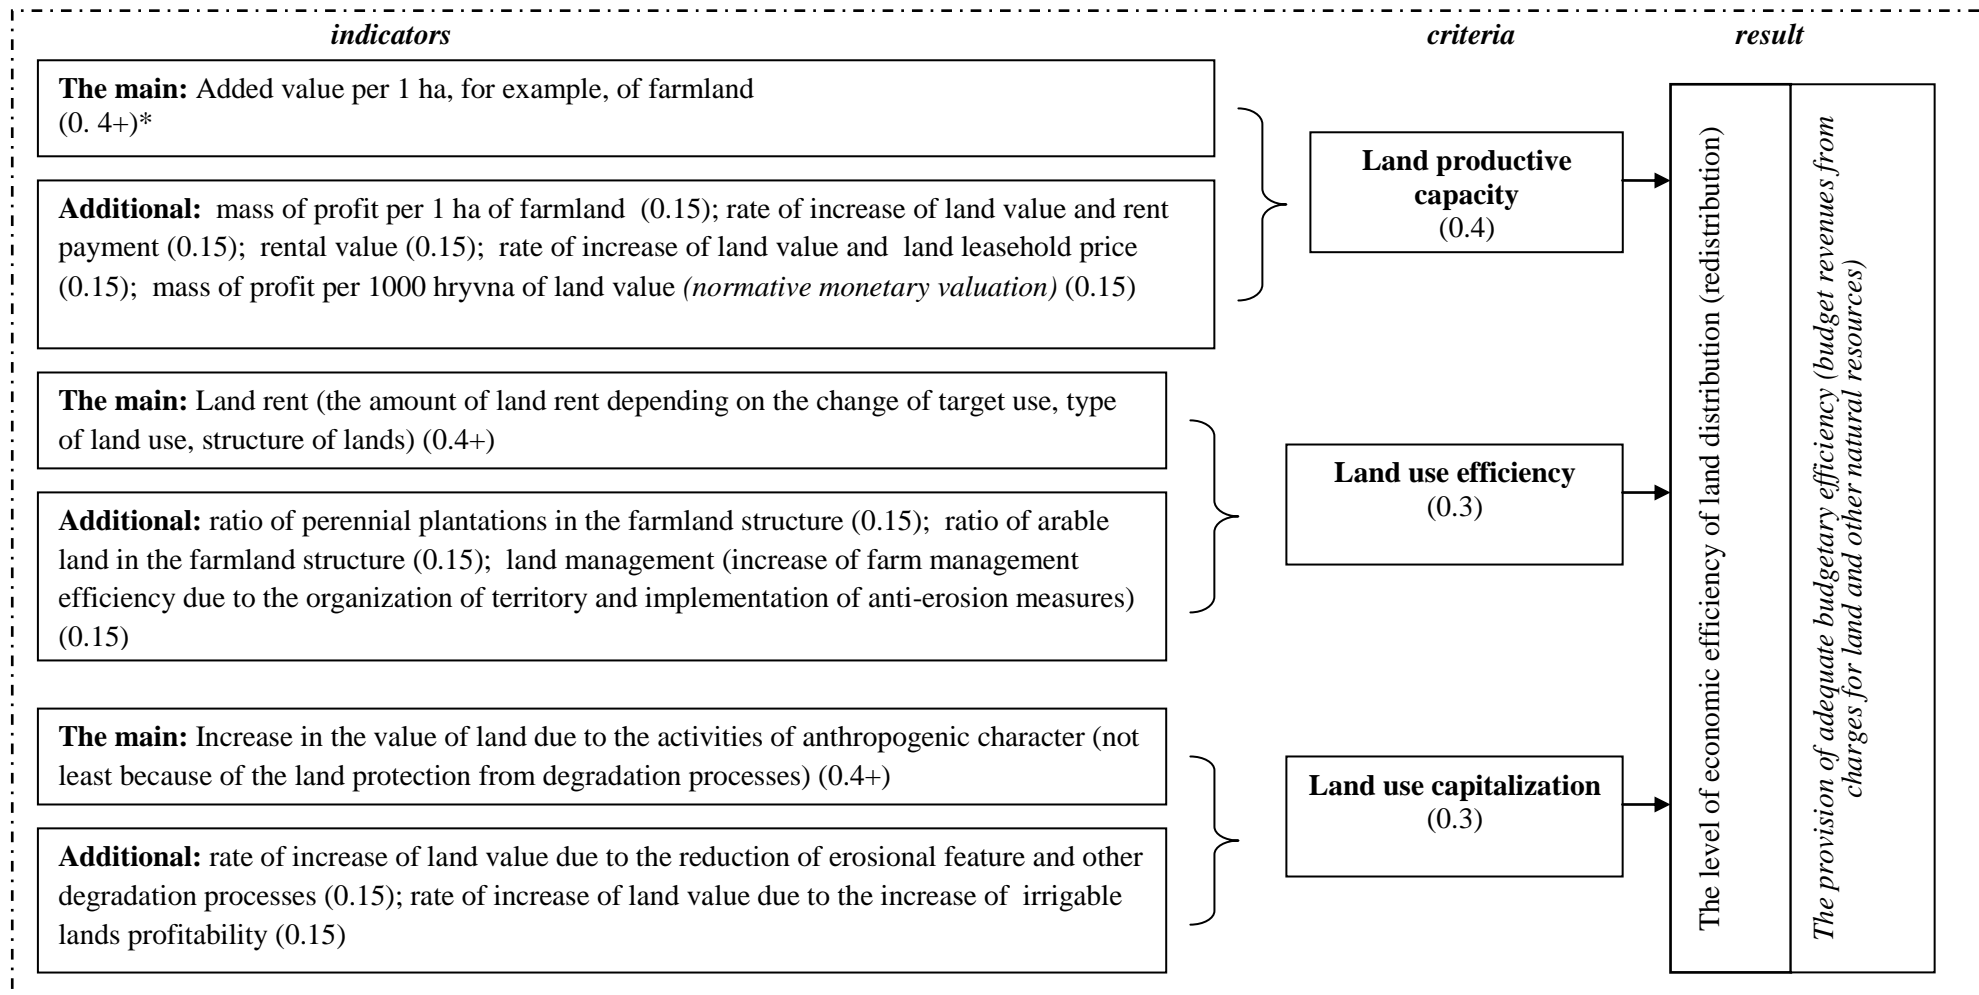 indicators
criteria
result
The main: Added value per 1 ha, for example, of farmland
(0. 4+)*
Additional: mass of profit per 1 ha of farmland (0.15); rate of increase of land value and rent
payment (0.15); rental value (0.15); rate of increase of land value and land leasehold price
(0.15); mass of profit per 1000 hryvna of land value (normative monetary valuation) (0.15)
Land productive
capacity
(0.4)
The main: Land rent (the amount of land rent depending on the change of target use, type
of land use, structure of lands) (0.4+)
Additional: ratio of perennial plantations in the farmland structure (0.15); ratio of arable
land in the farmland structure (0.15); land management (increase of farm management
efficiency due to the organization of territory and implementation of anti-erosion measures)
(0.15)
Land use efficiency
(0.3)
The main: Increase in the value of land due to the activities of anthropogenic character (not
least because of the land protection from degradation processes) (0.4+)
Additional: rate of increase of land value due to the reduction of erosional feature and other
degradation processes (0.15); rate of increase of land value due to the increase of irrigable
lands profitability (0.15)
Land use capitalization
(0.3)
The level of economic efficiency of land distribution (redistribution)
The provision of adequate budgetary efficiency (budget revenues from
charges for land and other natural resources)